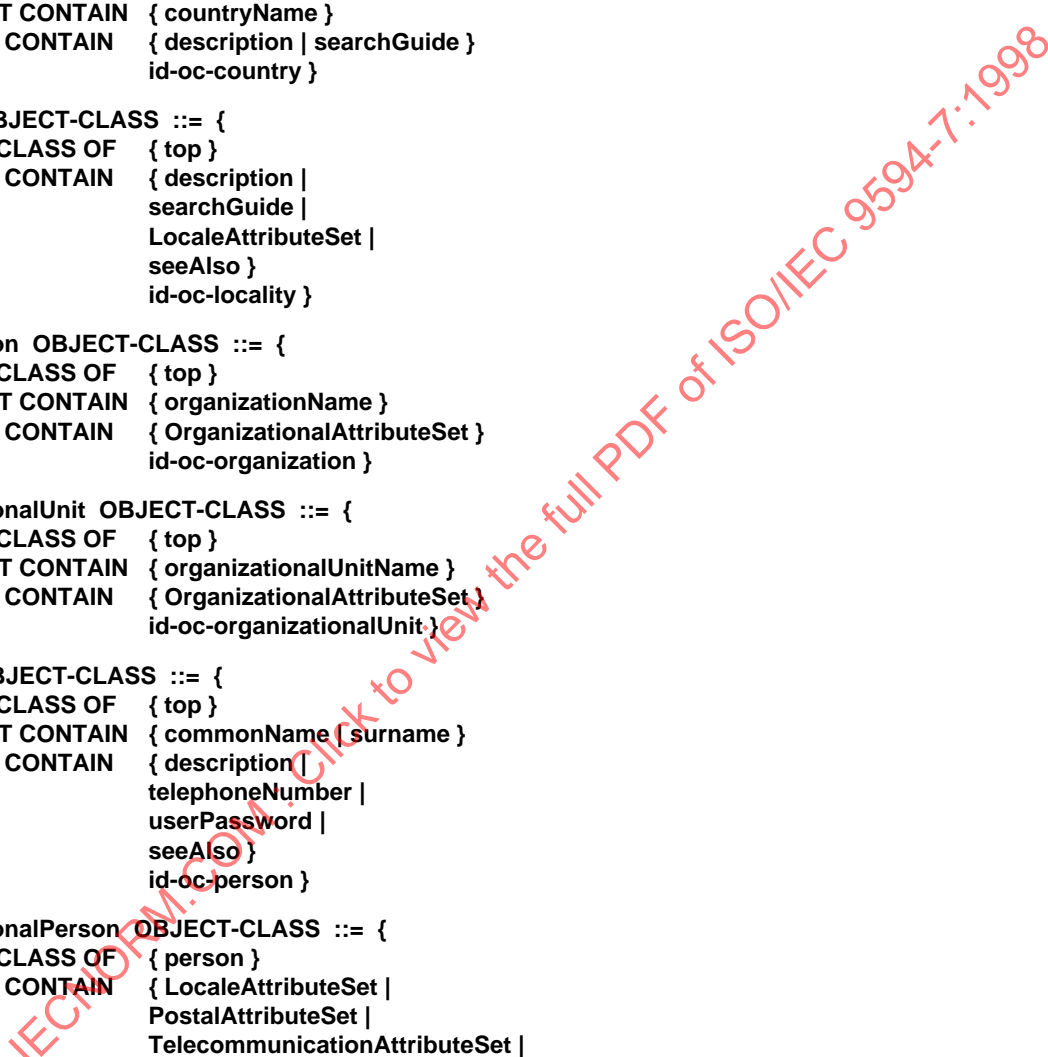 T CONTAIN { countryName }
CONTAIN { description | searchGuide }
id-oc-country }
BJECT-CLASS ::= {
CLASS OF { top }
CONTAIN { description |
searchGuide |
LocaleAttributeSet |
seeAlso }
id-oc-locality }
on OBJECT-CLASS ::= {
CLASS OF { top }
T CONTAIN { organizationName }
CONTAIN { OrganizationalAttributeSet }
id-oc-organization }
onalUnit OBJECT-CLASS ::= {
CLASS OF { top }
T CONTAIN { organizationalUnitName }
CONTAIN { OrganizationalAttributeSet }
id-oc-organizationalUnit }
BJECT-CLASS ::= {
CLASS OF { top }
T CONTAIN { commonName | surname }
CONTAIN { description |
telephoneNumber |
userPassword |
seeAlso }
id-oc-person }
onalPerson OBJECT-CLASS ::= {
CLASS OF { person }
CONTAIN { LocaleAttributeSet |
PostalAttributeSet |
TelecommunicationAttributeSet |
IECNORM.COM : Click to view the full PDF of ISO/IEC 9594-7:1998